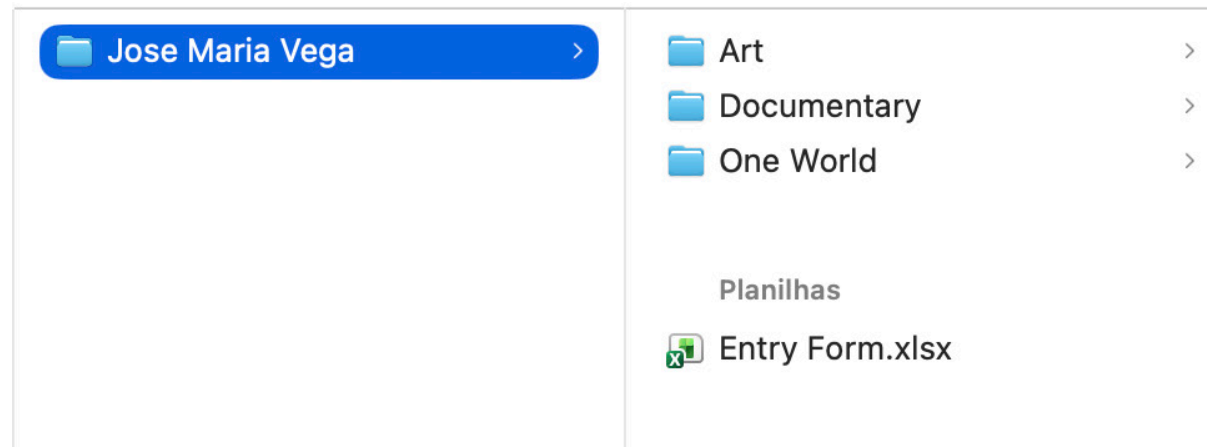 Jose Maria Vega
Art
Documentary
One World
Planilhas
Entry Form.xlsx